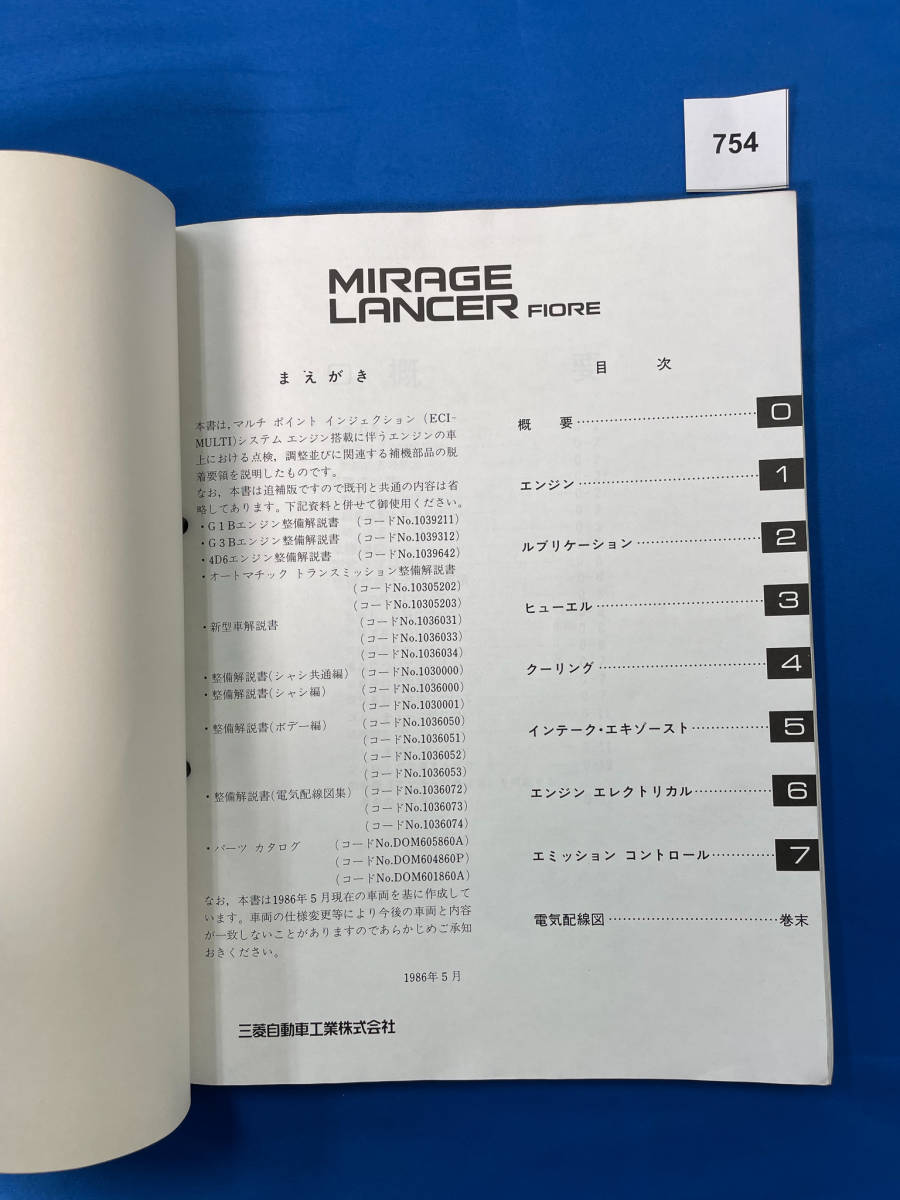 754
MIRAGE
LANCER FIORE
まえがき
本書は,マルチ ポイント インジェクション (ECI-
MULTI)システム エンジン搭載に伴うエンジンの車
上における点検, 調整並びに関連する補機部品の脱
着要領を説明したものです。
なお, 本書は追補版ですので既刊と共通の内容は省
略してあります。下記資料と併せて御使用ください。
・G1Bエンジン整備解説書 (コードNo.1039211)
・G3Bエンジン整備解説書 (コードNo.1039312)
・4D6エンジン整備解説書 (コードNo.1039642)
・オートマチック トランスミッション整備解説書
(コードNo.10305202)
(コードNo.10305203)
・新型車解説書 (コードNo.1036031)
(コードNo.1036033)
(コードNo.1036034)
・整備解説書(シャシ共通編) (コードNo.1030000)
・整備解説書(シャシ編) (コードNo.1036000)
(コードNo.1030001)
・整備解説書(ボデー編) (コードNo.1036050)
(コードNo.1036051)
(コードNo.1036052)
(コードNo.1036053)
・整備解説書(電気配線図集) (コードNo.1036072)
(コードNo.1036073)
(コードNo.1036074)
・パーツ カタログ (コードNo.DOM605860A)
(コードNo.DOM604860P)
(コードNo.DOM601860A)
なお, 本書は1986年5月現在の車両を基に作成して
います。車両の仕様変更等により今後の車両と内容
が一致しないことがありますのであらかじめご承知
おきください。
1986年5月
三菱自動車工業株式会社
目 次
概 要 0
エンジン 1
ルブリケーション 2
ヒューエル 3
クーリング 4
インテーク・エキゾースト 5
エンジン エレクトリカル 6
エミッション コントロール 7
電気配線図 巻末